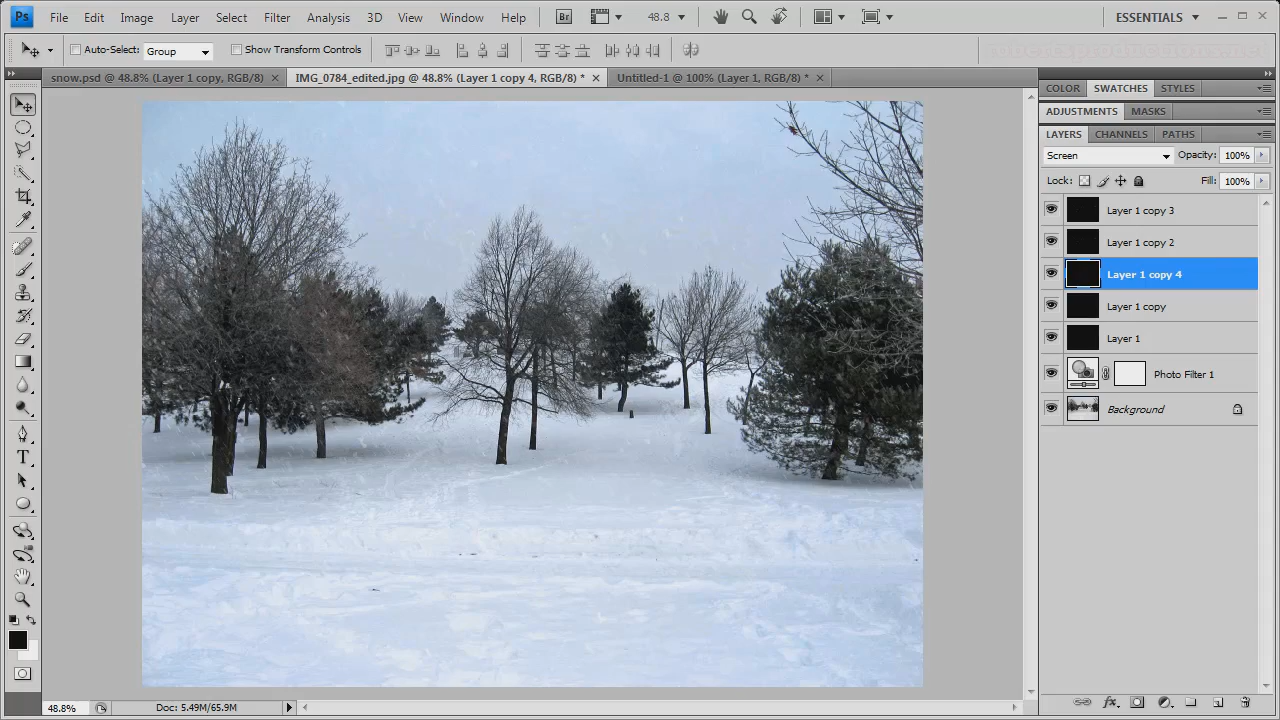 Ps File Edit Image Layer Select Filter Analysis 3D View Window Help Br 48.8 ESSENTIALS
Auto-Select: Group Show Transform Controls
snow.psd @ 48.8% (Layer 1 copy, RGB/8) IMG_0784_edited.jpg @ 48.8% (Layer 1 copy 4, RGB/8) * Untitled-1 @ 100% (Layer 1, RGB/8) *
COLOR SWATCHES STYLES
ADJUSTMENTS MASKS
LAYERS CHANNELS PATHS
Screen Opacity: 100%
Lock: Fill: 100%
Layer 1 copy 3
Layer 1 copy 2
Layer 1 copy 4
Layer 1 copy
Layer 1
Photo Filter 1
Background
T
48.8% Doc: 5.49M/65.9M fx